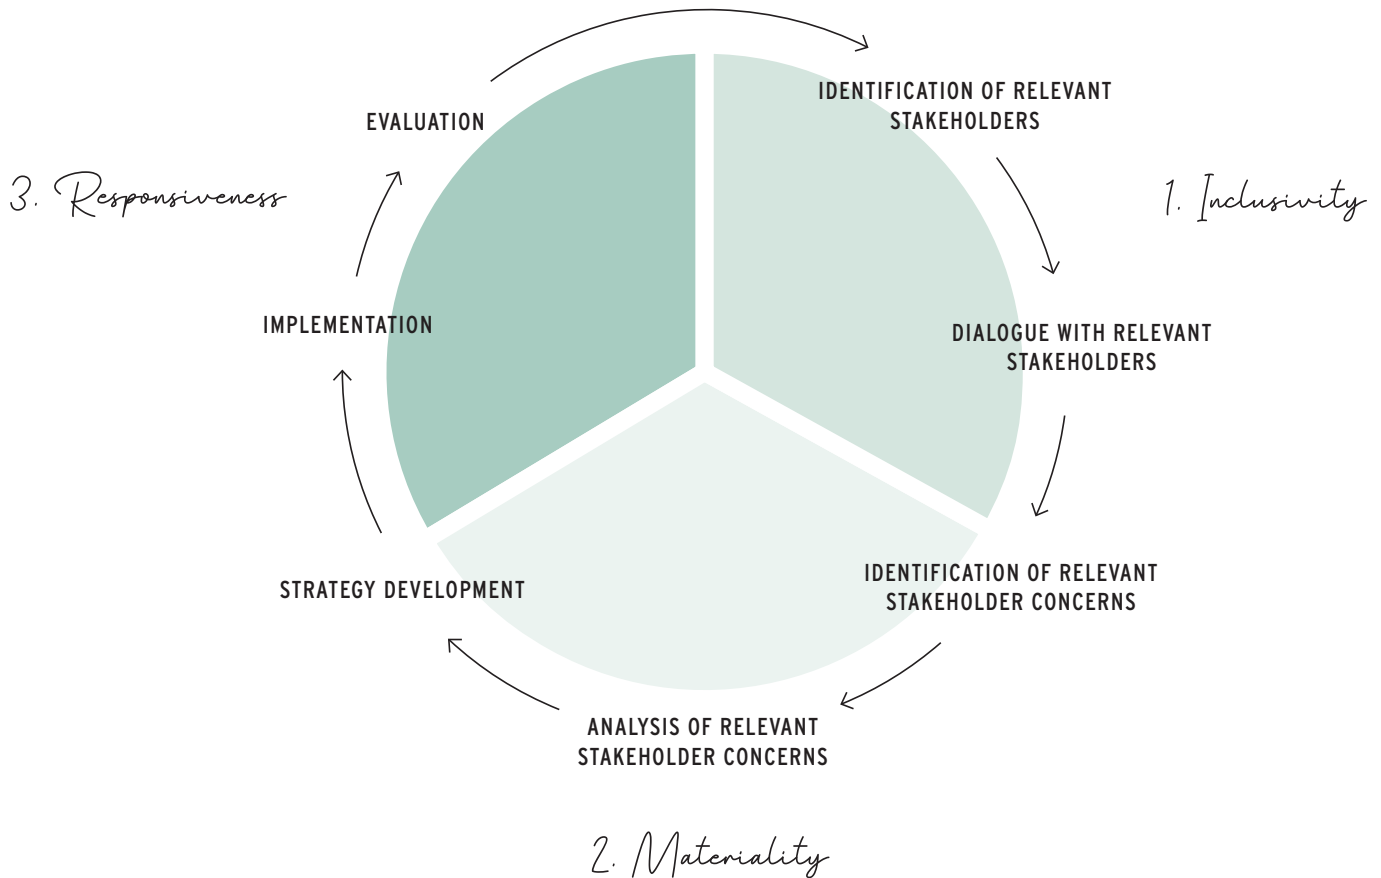 IDENTIFICATION OF RELEVANT
STAKEHOLDERS
EVALUATION
3. Responsiveness
1. Inclusivity
IMPLEMENTATION
DIALOGUE WITH RELEVANT
STAKEHOLDERS
STRATEGY DEVELOPMENT
IDENTIFICATION OF RELEVANT
STAKEHOLDER CONCERNS
ANALYSIS OF RELEVANT
STAKEHOLDER CONCERNS
2. Materiality